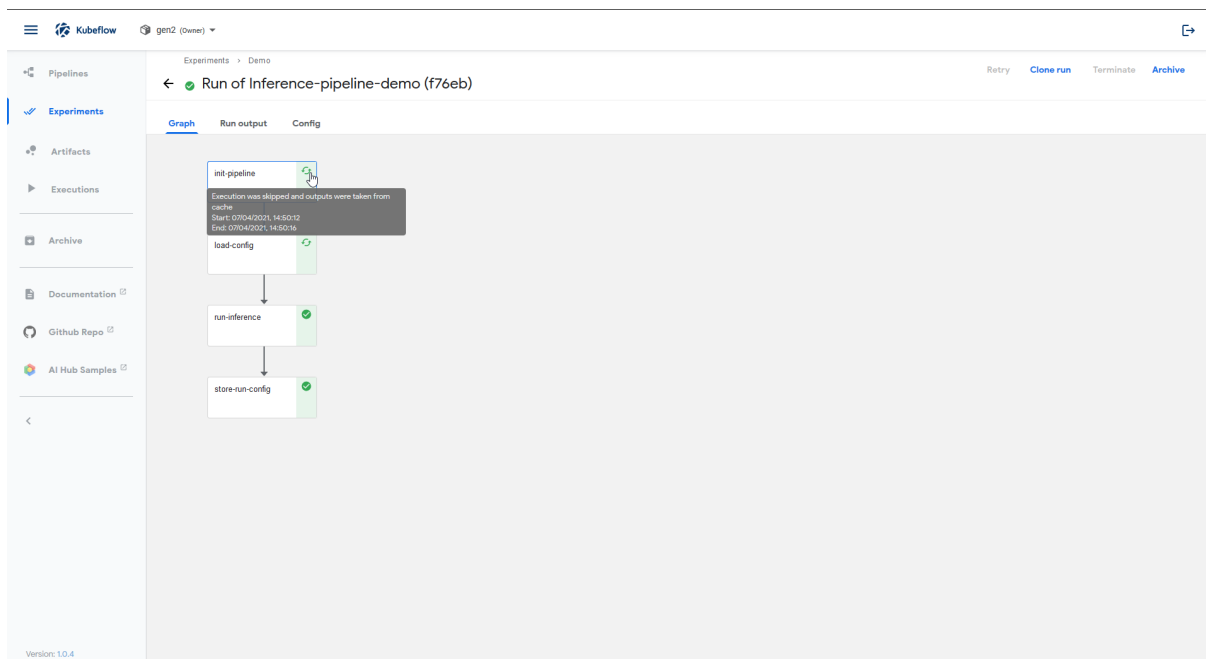 Kubeflow
gen2 (Owner)
Pipelines
Experiments
Artifacts
Executions
Archive
Documentation
Github Repo
AI Hub Samples
Version: 1.0.4
Experiments > Demo
Run of Inference-pipeline-demo (f76eb)
Retry Clone run Terminate Archive
Graph Run output Config
init-pipeline
Execution was skipped and outputs were taken from
cache
Start: 07/04/2021, 14:50:12
End: 07/04/2021, 14:50:16
load-config
run-inference
store-run-config